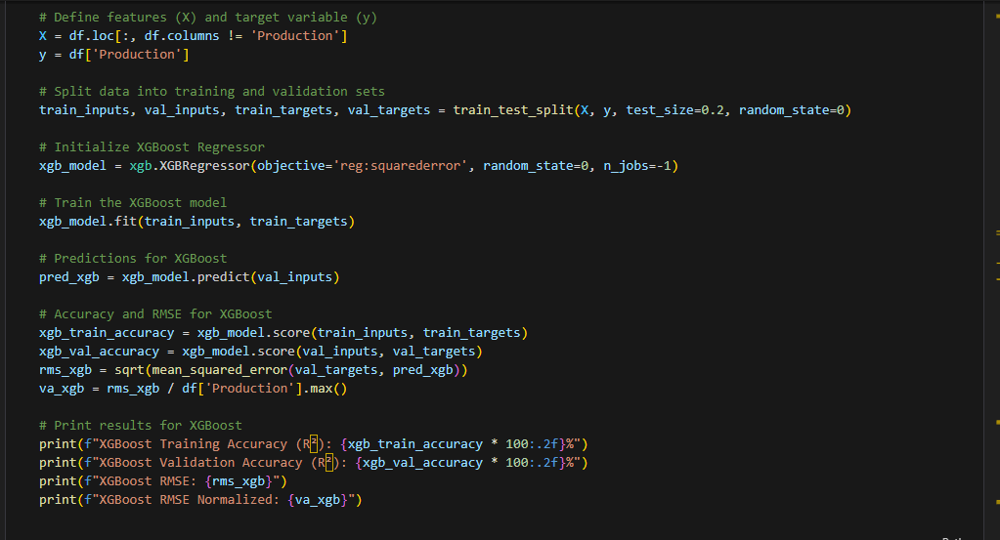 # Define features (X) and target variable (y)
X = df.loc[:, df.columns != 'Production']
y = df['Production']
# Split data into training and validation sets
train_inputs, val_inputs, train_targets, val_targets = train_test_split(X, y, test_size=0.2, random_state=0)
# Initialize XGBoost Regressor
xgb_model = xgb.XGBRegressor(objective='reg:squarederror', random_state=0, n_jobs=-1)
# Train the XGBoost model
xgb_model.fit(train_inputs, train_targets)
# Predictions for XGBoost
pred_xgb = xgb_model.predict(val_inputs)
# Accuracy and RMSE for XGBoost
xgb_train_accuracy = xgb_model.score(train_inputs, train_targets)
xgb_val_accuracy = xgb_model.score(val_inputs, val_targets)
rms_xgb = sqrt(mean_squared_error(val_targets, pred_xgb))
va_xgb = rms_xgb / df['Production'].max()
# Print results for XGBoost
print(f"XGBoost Training Accuracy (R²): {xgb_train_accuracy * 100:.2f}%")
print(f"XGBoost Validation Accuracy (R²): {xgb_val_accuracy * 100:.2f}%")
print(f"XGBoost RMSE: {rms_xgb}")
print(f"XGBoost RMSE Normalized: {va_xgb}")